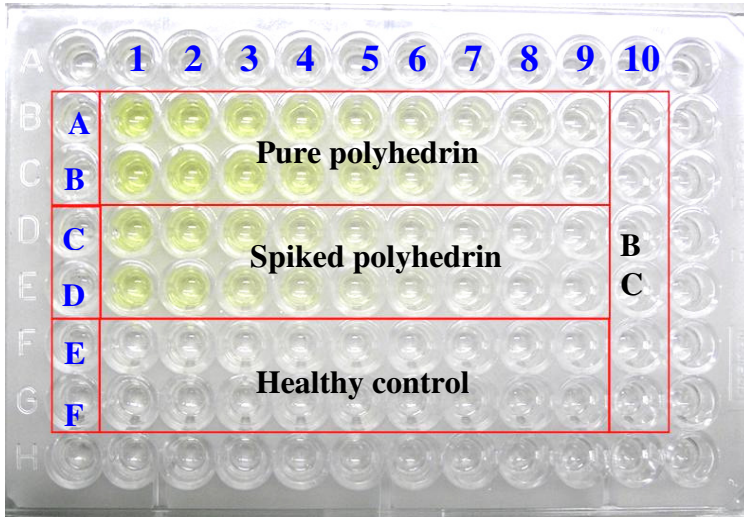 A 1 2 3 4 5 6 7 8 9 10
B A
Pure polyhedrin
C B
D C
Spiked polyhedrin
B
E D
C
F E
Healthy control
G F
H